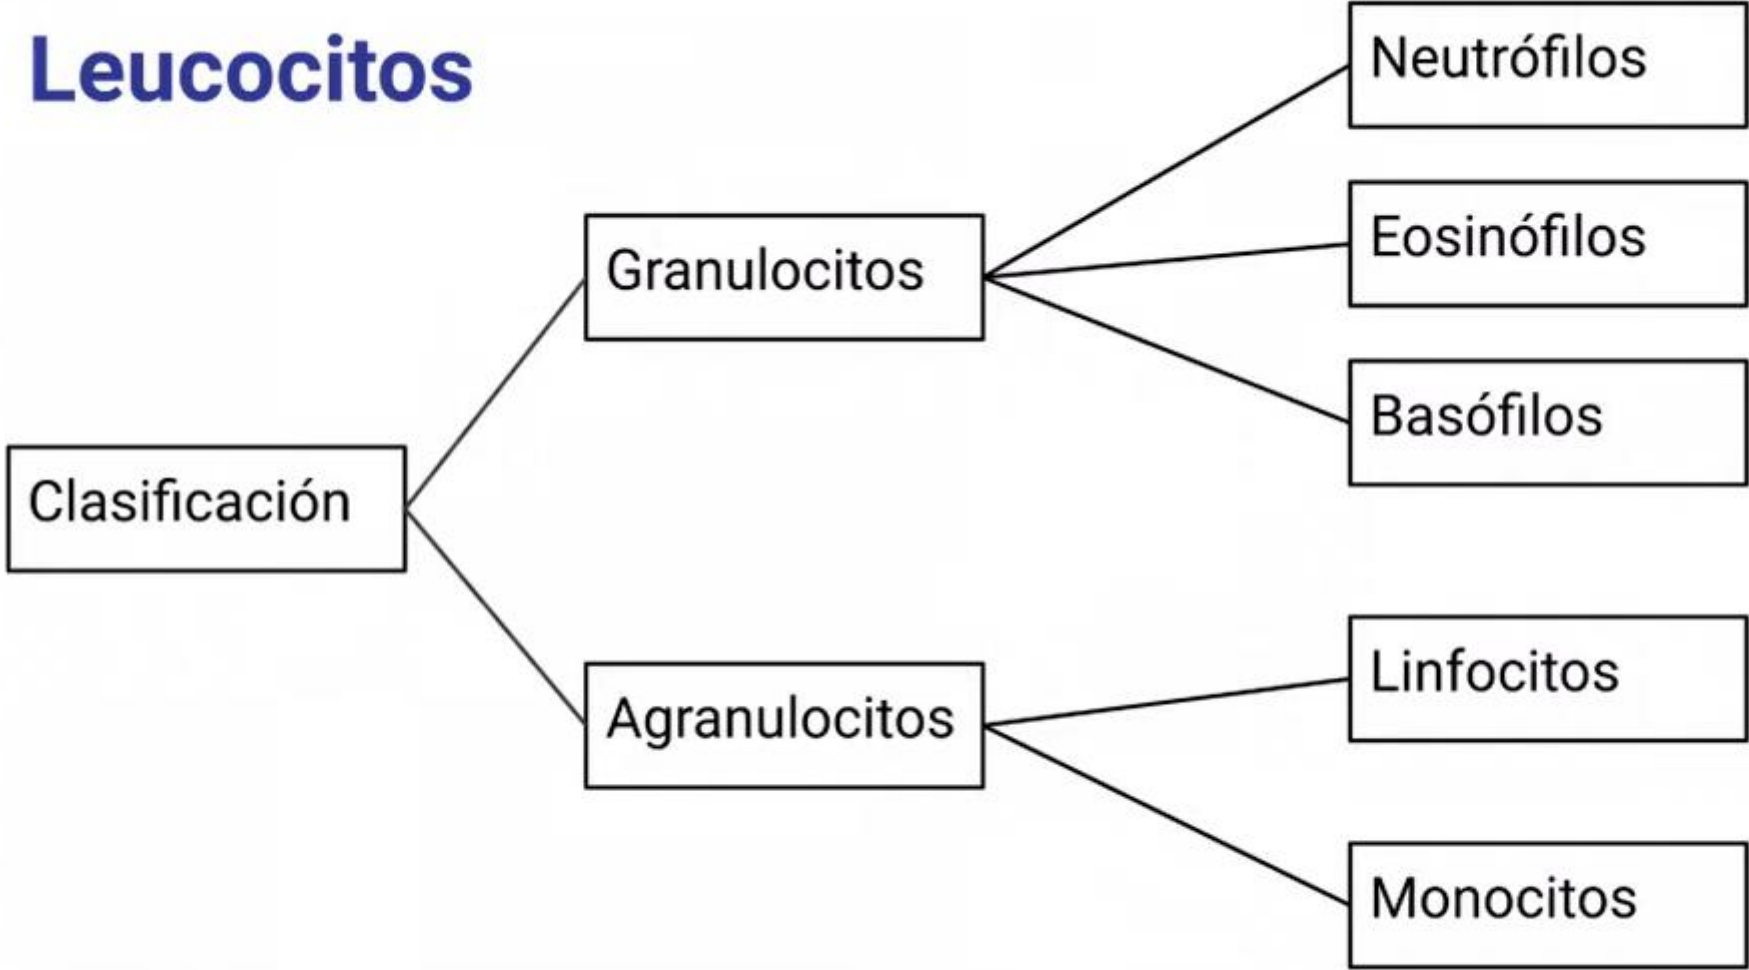 Leucocitos
Clasificación
Granulocitos
Neutrófilos
Eosinófilos
Basófilos
Agranulocitos
Linfocitos
Monocitos